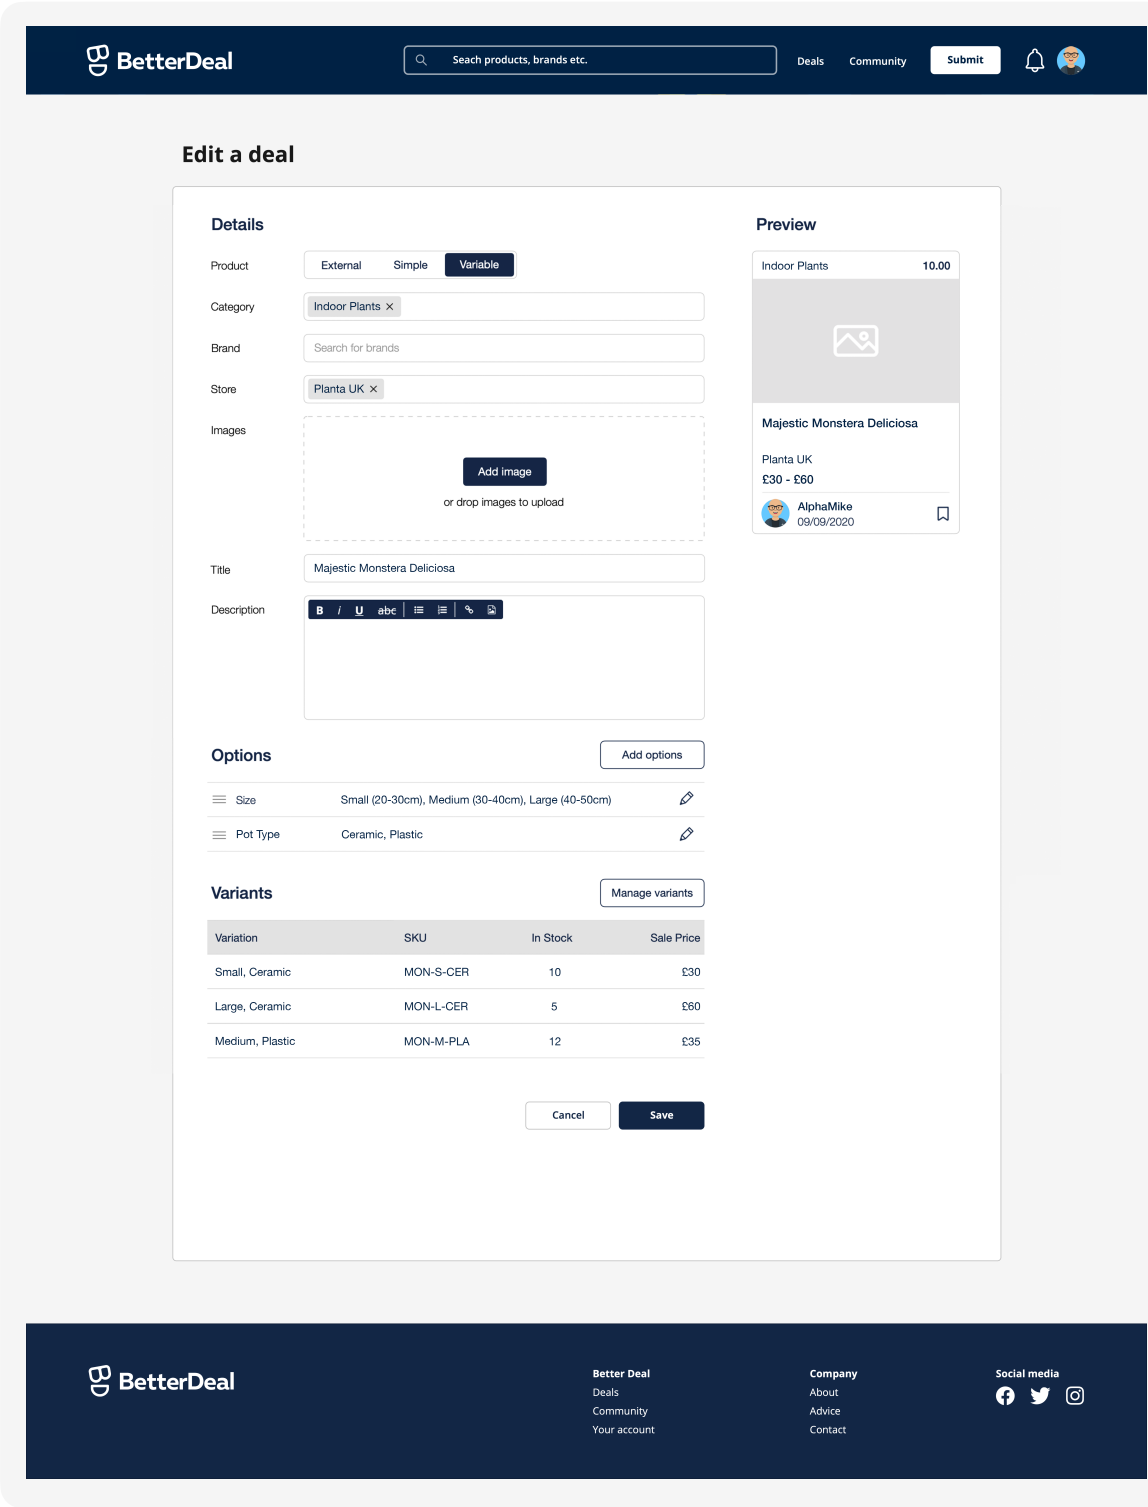 BetterDeal
Seach products, brands etc.
Deals
Community
Submit
Edit a deal
Details
Product
External
Simple
Variable
Category
Indoor Plants
Brand
Search for brands
Store
Planta UK
Images
Add image
or drop images to upload
Title
Majestic Monstera Deliciosa
Description
B i U abc
Options
Add options
Size
Small (20-30cm), Medium (30-40cm), Large (40-50cm)
Pot Type
Ceramic, Plastic
Variants
Manage variants
Variation SKU In Stock Sale Price
Small, Ceramic MON-S-CER 10 £30
Large, Ceramic MON-L-CER 5 £60
Medium, Plastic MON-M-PLA 12 £35
Cancel
Save
Preview
Indoor Plants 10.00
Majestic Monstera Deliciosa
Planta UK
£30 - £60
AlphaMike
09/09/2020
BetterDeal
Better Deal
Deals
Community
Your account
Company
About
Advice
Contact
Social media